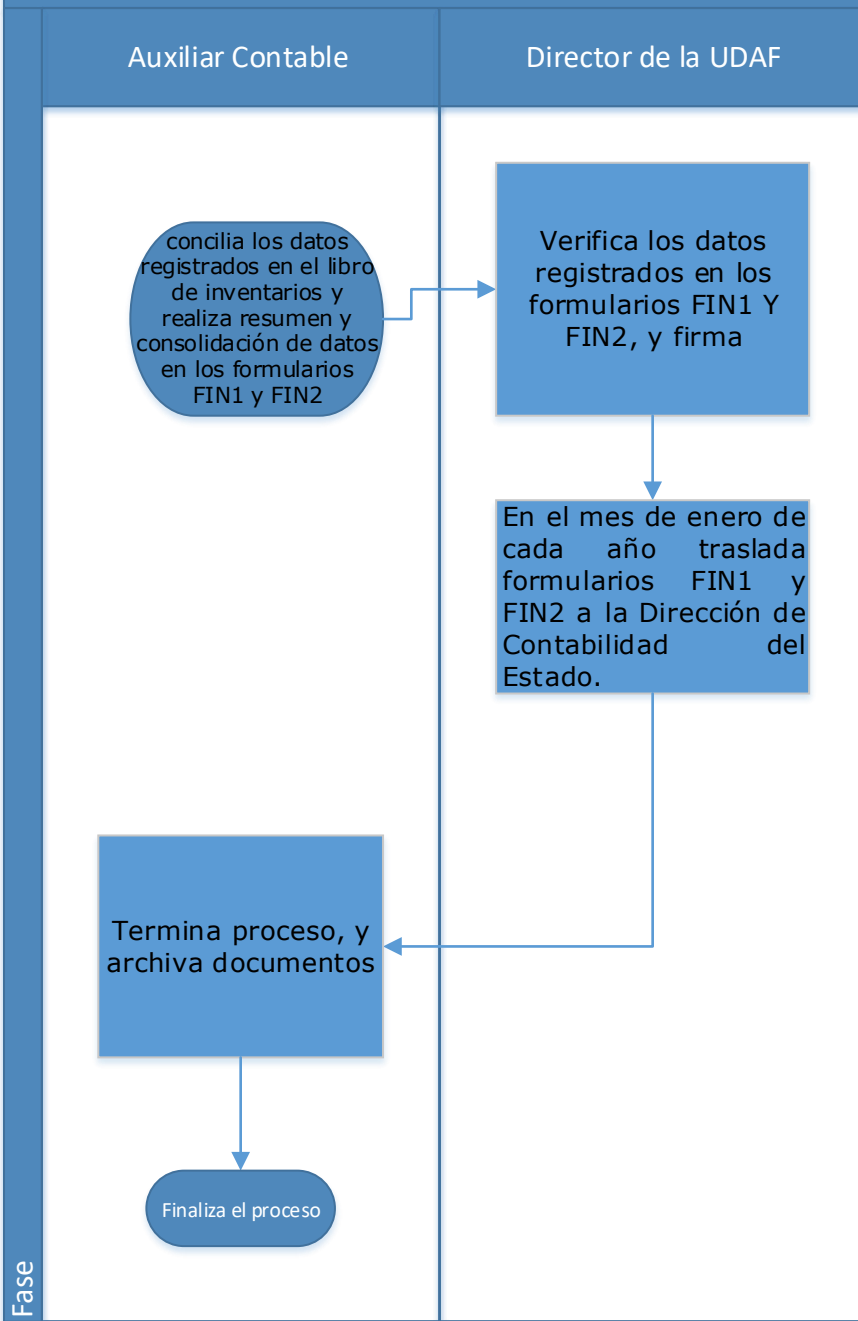 Auxiliar Contable
Director de la UDAF
concilia los datos
registrados en el libro
de inventarios y
realiza resumen y
consolidación de datos
en los formularios
FIN1 y FIN2
Verifica los datos
registrados en los
formularios FIN1 Y
FIN2, y firma
En el mes de enero de
cada año traslada
formularios FIN1 y
FIN2 a la Dirección de
Contabilidad del
Estado.
Termina proceso, y
archiva documentos
Finaliza el proceso
Fase